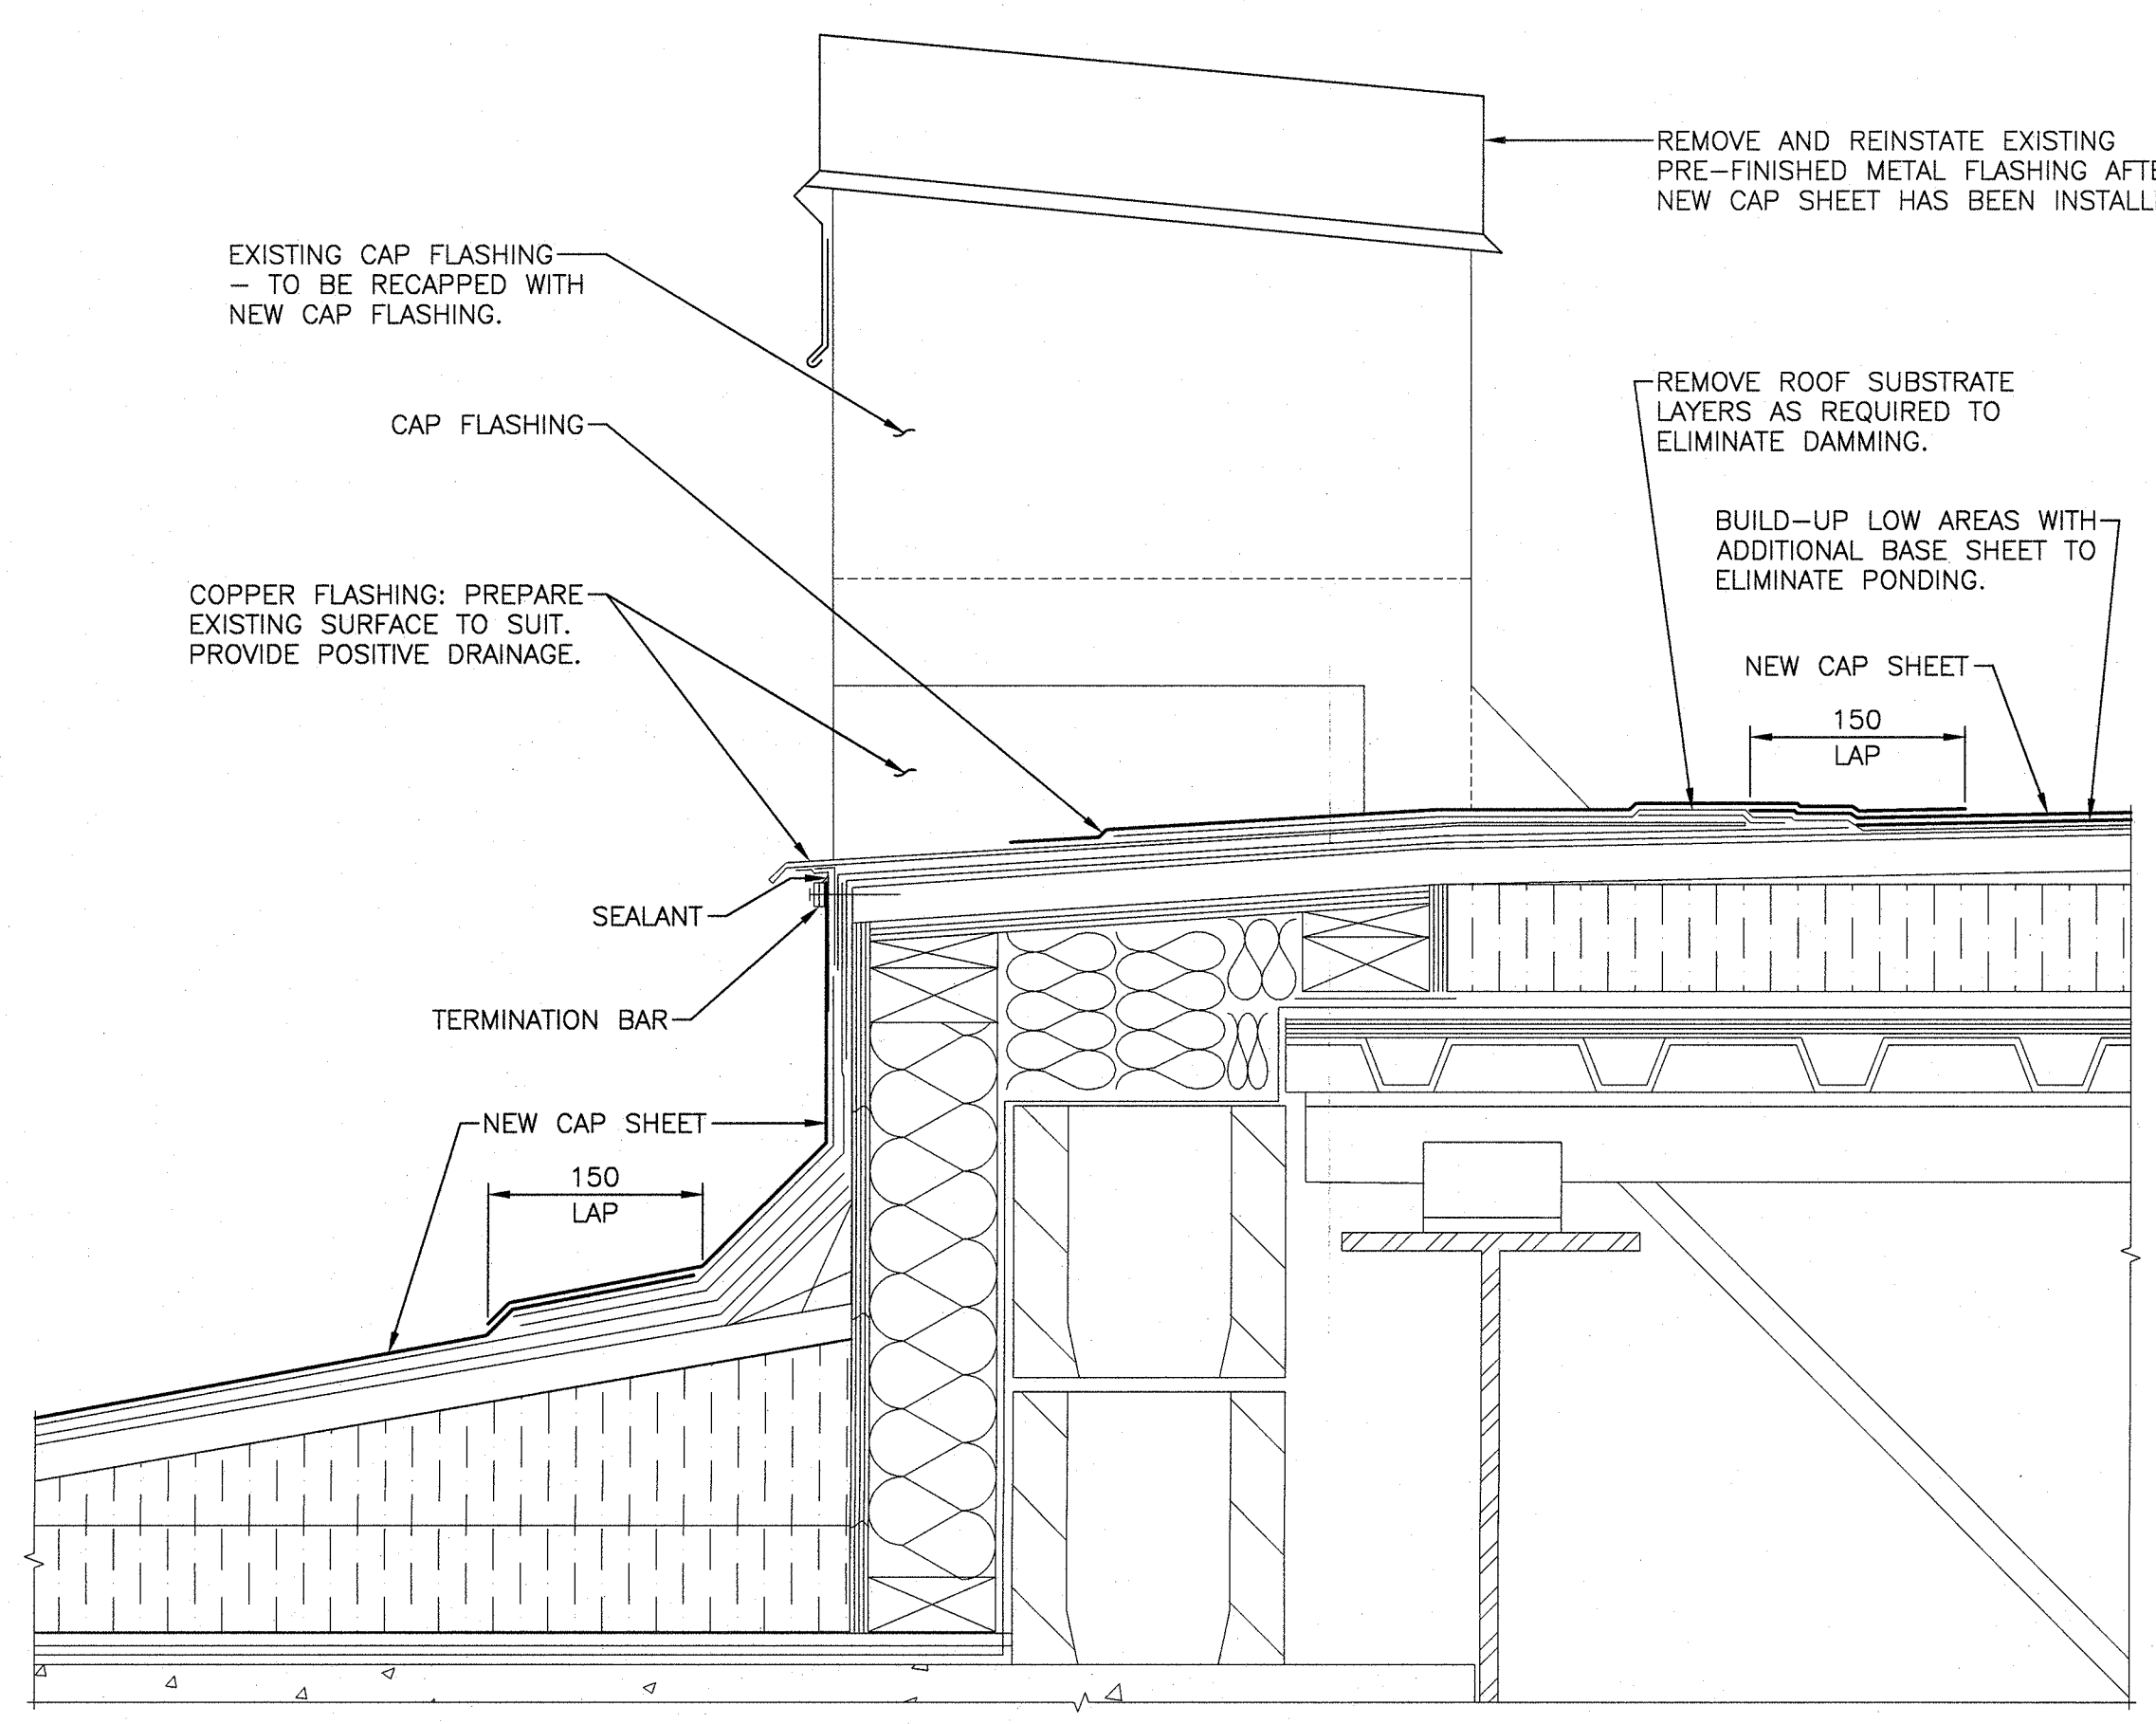 REMOVE AND REINSTATE EXISTING
PRE-FINISHED METAL FLASHING
NEW CAP SHEET HAS BEEN
EXISTING CAP FLASHING
- TO BE RECAPPED WITH
NEW CAP FLASHING.
CAP FLASHING
REMOVE ROOF SUBSTRATE
LAYERS AS REQUIRED TO
ELIMINATE DAMMING.
BUILD-UP LOW AREAS WITH
ADDITIONAL BASE SHEET TO
ELIMINATE PONDING.
COPPER FLASHING: PREPARE
EXISTING SURFACE TO SUIT.
PROVIDE POSITIVE DRAINAGE.
NEW CAP SHEET
150
LAP
SEALANT
TERMINATION BAR
NEW CAP SHEET
150
LAP